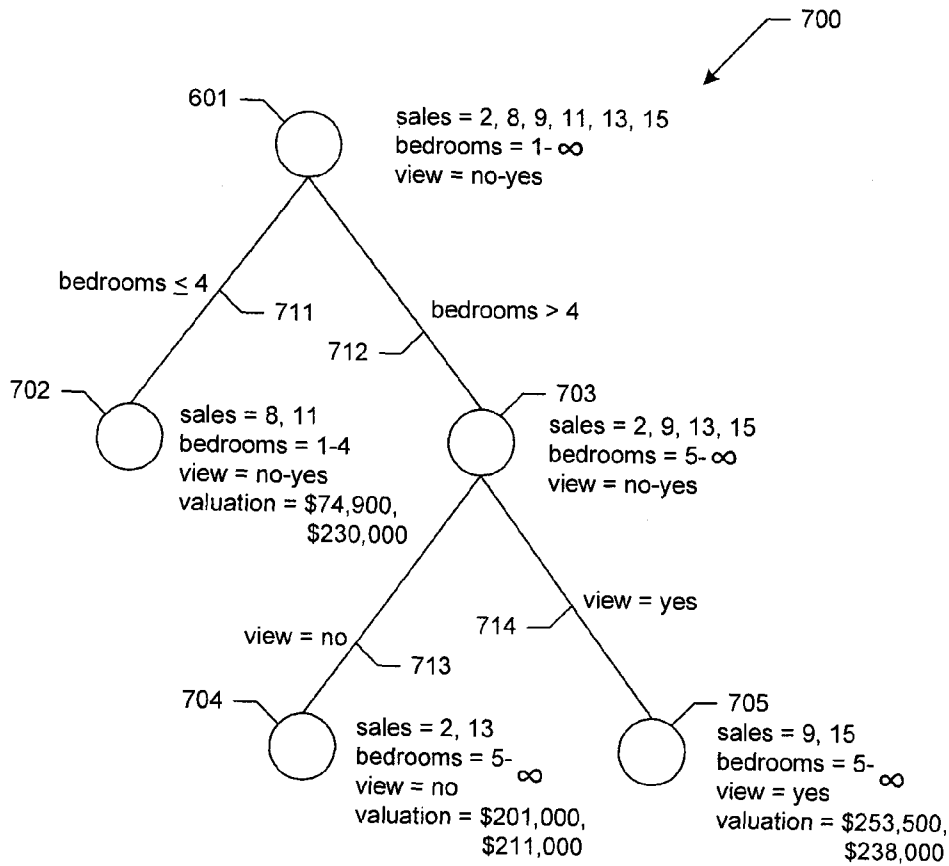 700
601
sales = 2, 8, 9, 11, 13, 15
bedrooms = 1-∞
view = no-yes
bedrooms ≤ 4
711
bedrooms > 4
712
702
sales = 8, 11
bedrooms = 1-4
view = no-yes
valuation = $74,900,
$230,000
703
sales = 2, 9, 13, 15
bedrooms = 5-∞
view = no-yes
view = no
713
714
view = yes
704
sales = 2, 13
bedrooms = 5-∞
view = no
valuation = $201,000,
$211,000
705
sales = 9, 15
bedrooms = 5-∞
view = yes
valuation = $253,500,
$238,000